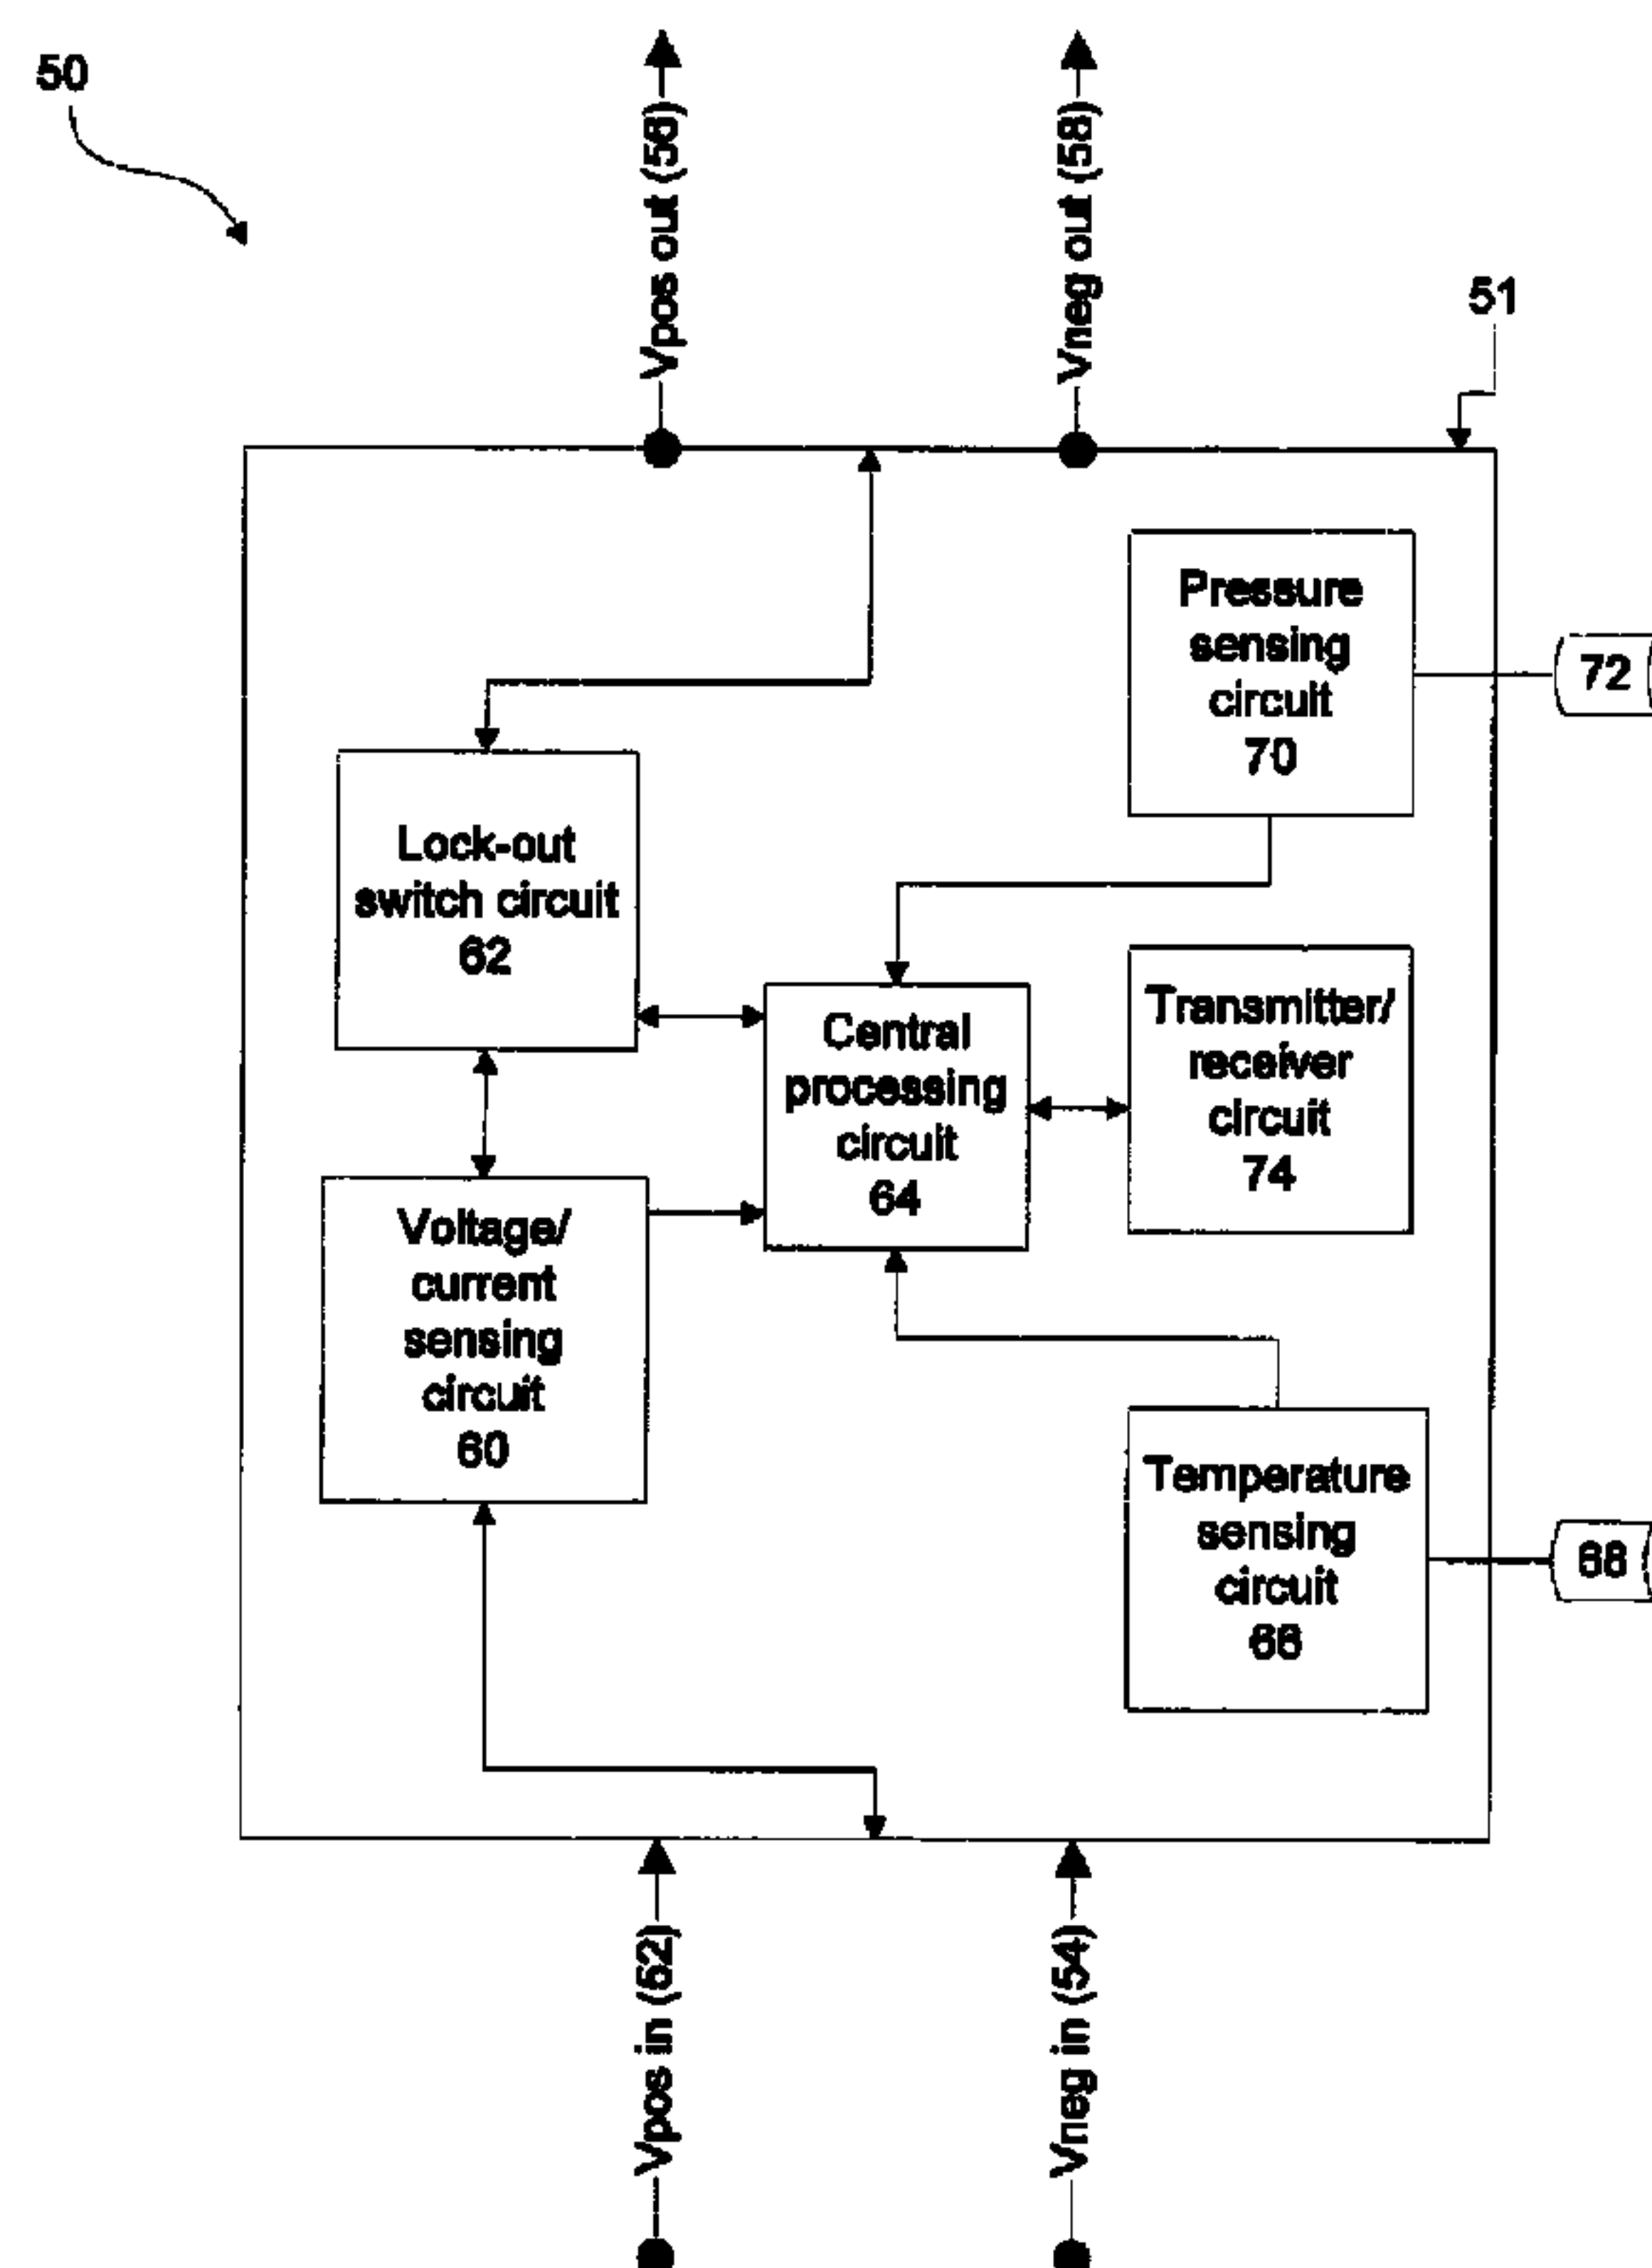 50
Vpos out (56)
Vneg out (58)
51
Pressure
sensing
circuit
70
72
Lock-out
switch circuit
62
Central
processing
circuit
64
Transmitter/
receiver
circuit
74
Voltage/
current
sensing
circuit
60
Temperature
sensing
circuit
66
68
Vpos in (52)
Vneg in (54)